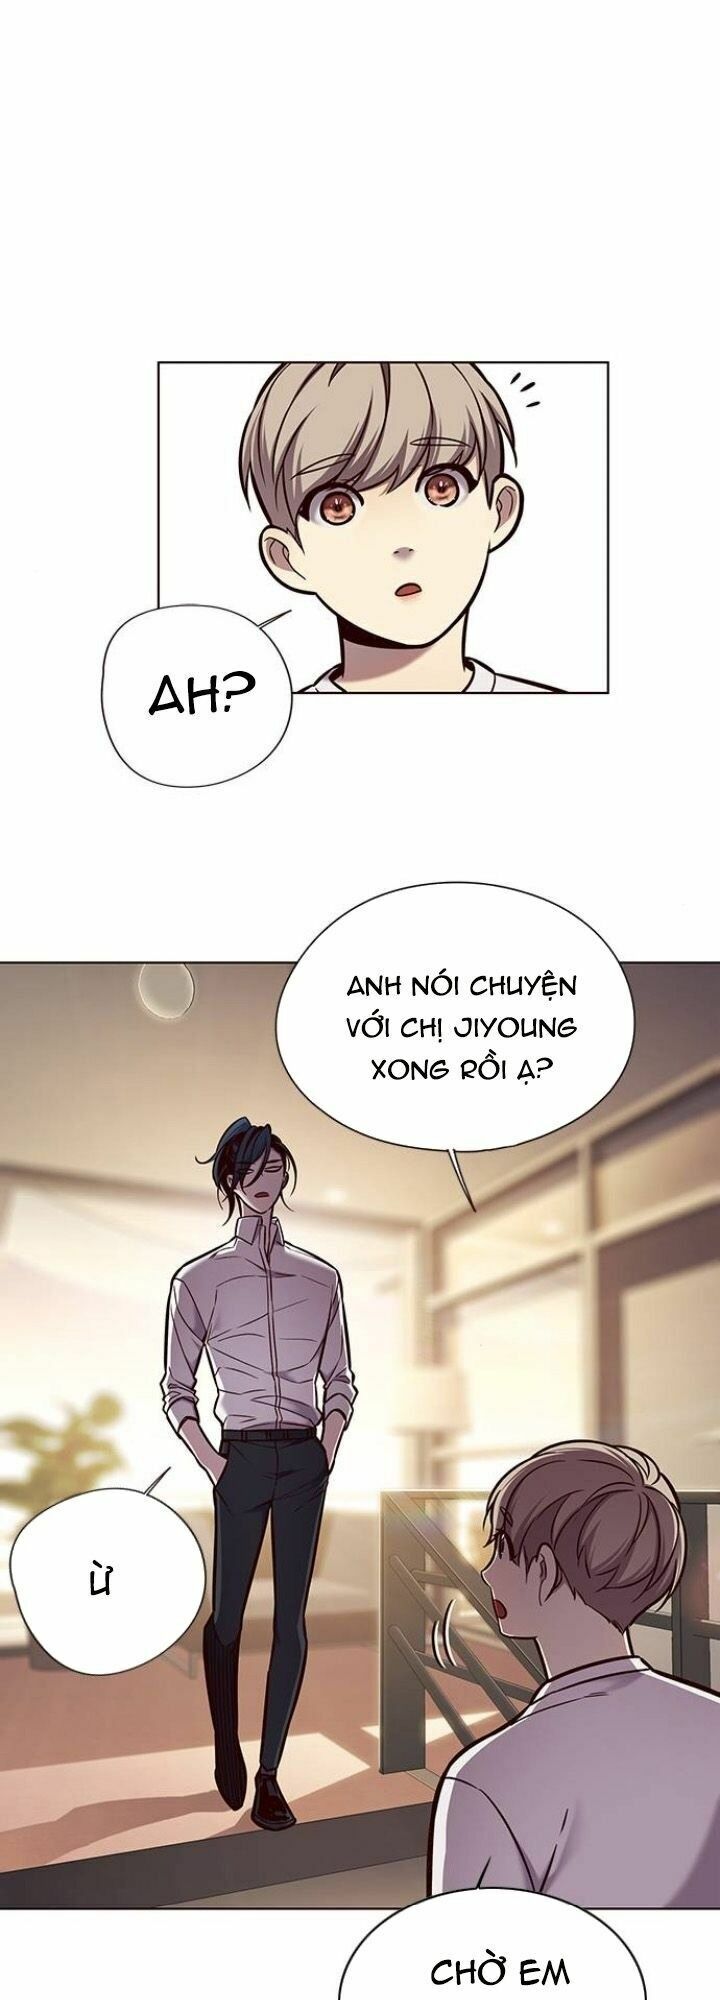 AH?
ANH NÓI CHUYỆN
VỚI CHỊ JIYOUNG
XONG RỒI Ạ?
Ừ
CHỜ EM